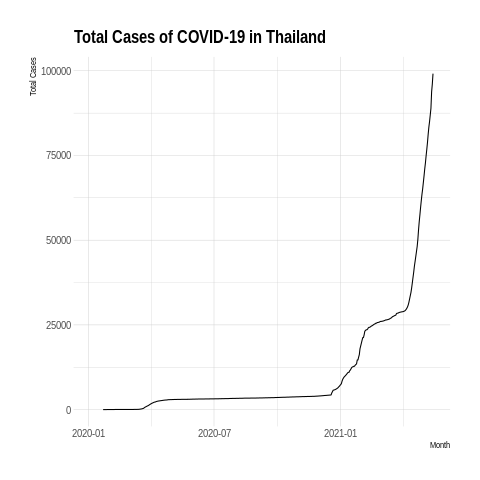 Total Cases of COVID-19 in Thailand
Total Cases
100000
75000
50000
25000
0
2020-01
2020-07
2021-01
Month